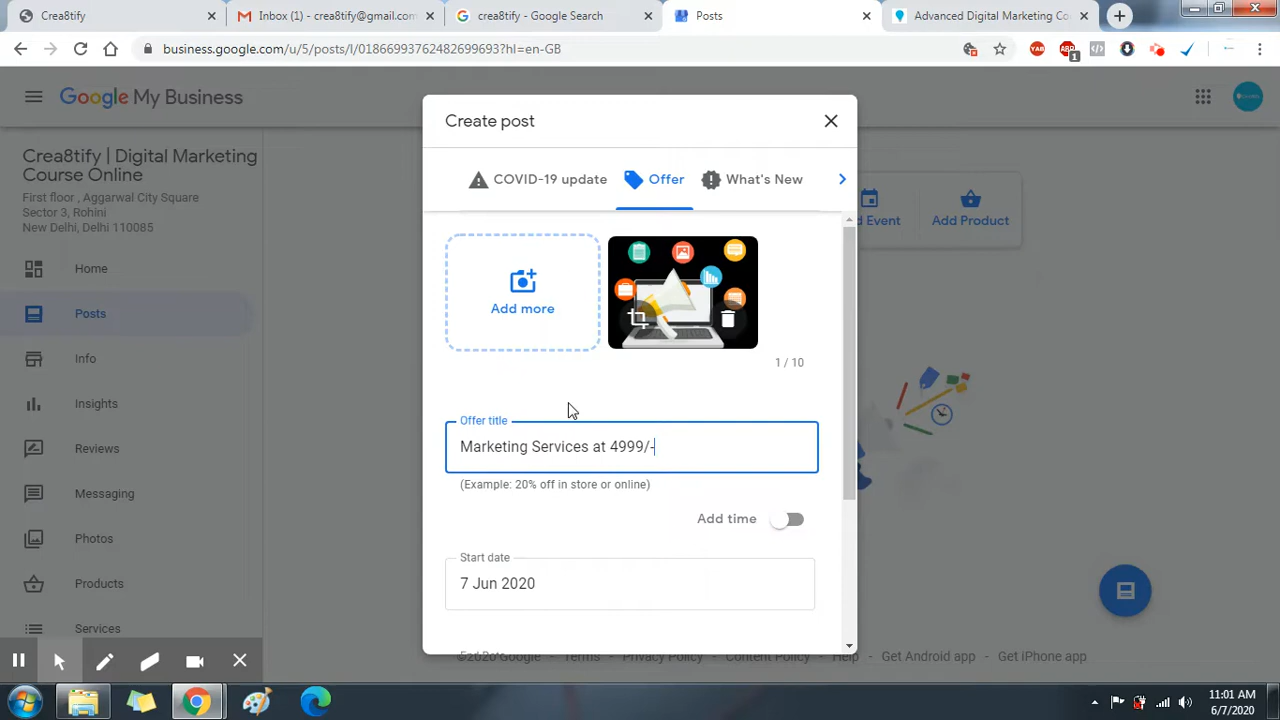 Crea8tify
Inbox (1) - crea8tify@gmail.com
crea8tify - Google Search
Posts
Advanced Digital Marketing Co
business.google.com/u/5/posts/l/01866993762482699693?hl=en-GB
YAB
ABP
1
Google My Business
Crea8tify | Digital Marketing
Course Online
First floor , Aggarwal City Square
Sector 3, Rohini
New Delhi, Delhi 110085
Home
Posts
Info
Insights
Reviews
Messaging
Photos
Products
Services
d Event
Add Product
Create post
COVID-19 update
Offer
What's New
Add more
1 / 10
Offer title
Marketing Services at 4999/-
(Example: 20% off in store or online)
Add time
Start date
7 Jun 2020
Google
Terms
Privacy Policy
Content Policy
Help
Get Android app
Get iPhone app
11:01 AM
6/7/2020